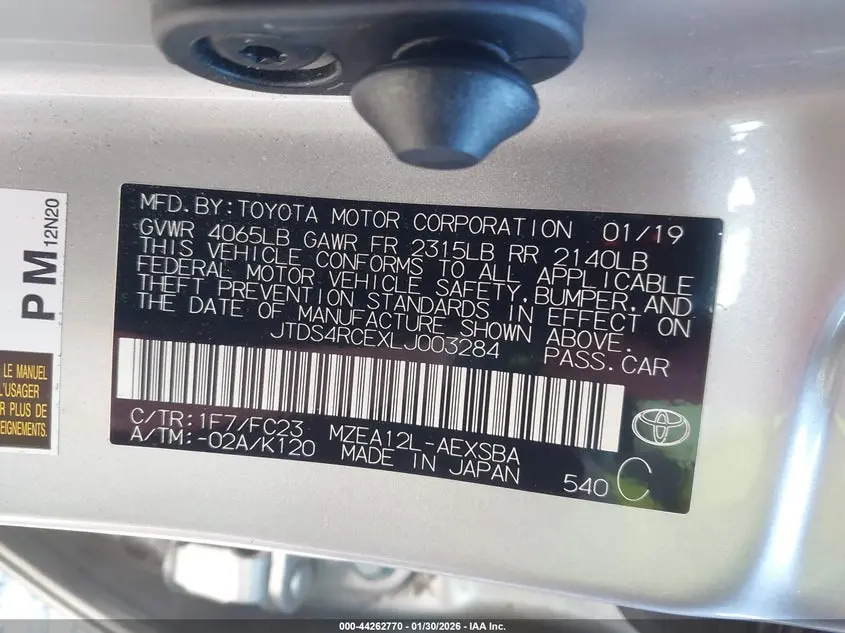 MFD.BY:TOYOTA MOTOR CORPORATION 01/19
GVWR 4065LB GAWR FR 2315LB RR 2140LB
THIS VEHICLE CONFORMS TO ALL APPLICABLE
FEDERAL MOTOR VEHICLE SAFETY,BUMPER,AND
THEFT PREVENTION STANDARDS IN EFFECT ON
THE DATE OF MANUFACTURE SHOWN ABOVE.
JTDS4RCEXLJ003284 PASS.CAR
C/TR:1F7/FC23 MZEA12L-AEXSBA
A/TM:-02A/K120 MADE IN JAPAN
540 C
PM 12N20
LE MANUEL
L'USAGER
R PLUS DE
S.
000-44262770 - 01/30/2026 - IAA Inc.